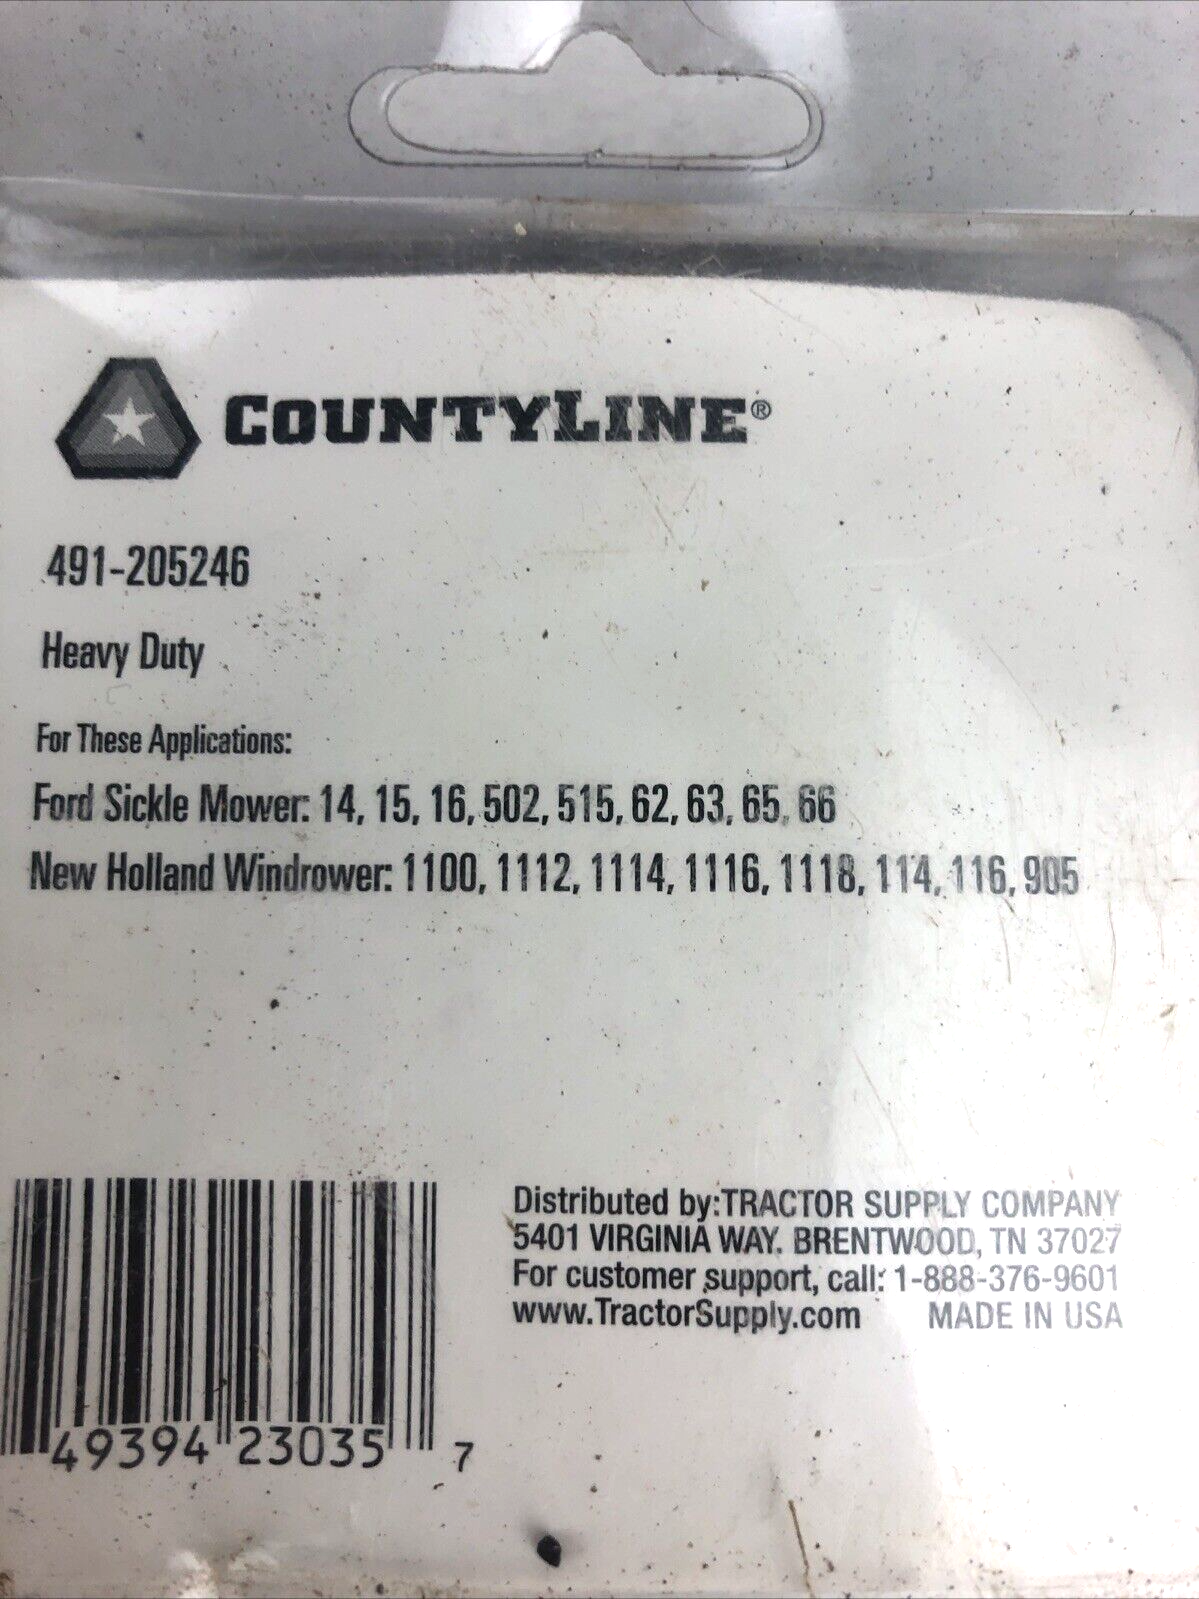 COUNTYLINE®
491-205246
Heavy Duty
For These Applications:
Ford Sickle Mower: 14, 15, 16, 502, 515, 62, 63, 65, 66
New Holland Windrower: 1100, 1112, 1114, 1116, 1118, 114, 116, 905
Distributed by:TRACTOR SUPPLY COMPANY
5401 VIRGINIA WAY, BRENTWOOD, TN 37027
For customer support, call: 1-888-376-9601
www.TractorSupply.com MADE IN USA
49394 23035 7